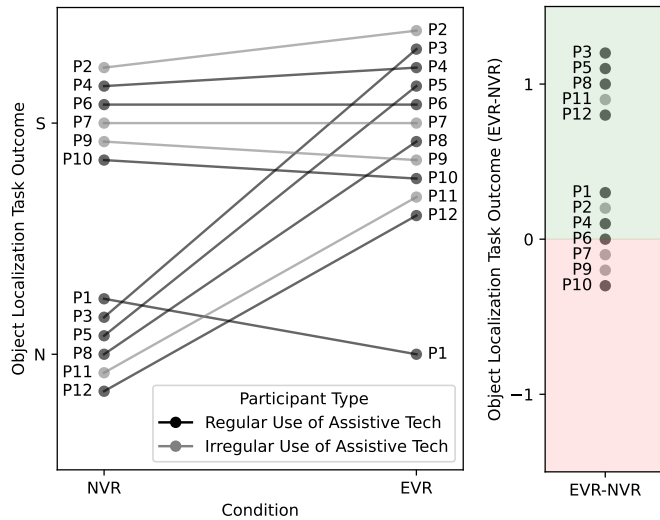 Object Localization Task Outcome
S
N
P2
P4
P6
P7
P9
P10
P1
P3
P5
P8
P11
P12
P2
P3
P4
P5
P6
P7
P8
P9
P10
P11
P12
P1
Participant Type
Regular Use of Assistive Tech
Irregular Use of Assistive Tech
NVR
EVR
Condition
Object Localization Task Outcome (EVR-NVR)
1
0
−1
P3
P5
P8
P11
P12
P1
P2
P4
P6
P7
P9
P10
EVR-NVR